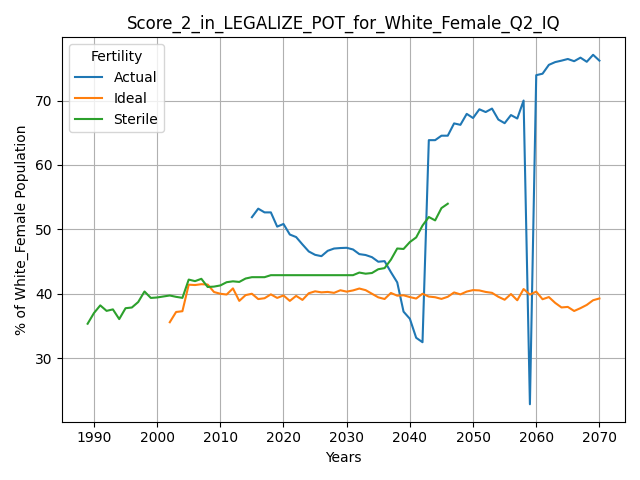 Score_2_in_LEGALIZE_POT_for_White_Female_Q2_IQ
Fertility
Actual
Ideal
Sterile
% of White_Female Population
70
60
50
40
30
1990 2000 2010 2020 2030 2040 2050 2060 2070
Years